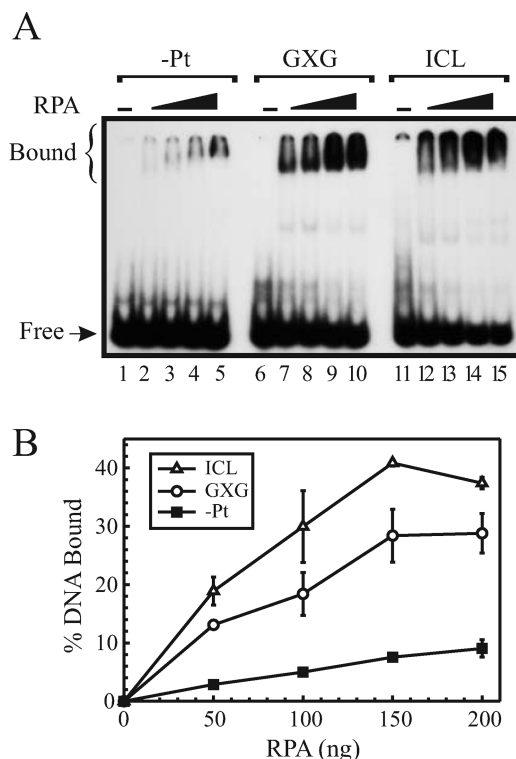 A
-Pt GXG ICL
RPA – – –
Bound
Free
1 2 3 4 5 6 7 8 9 10 11 12 13 14 15
B
% DNA Bound
40
30
20
10
0
ICL
GXG
-Pt
0 50 100 150 200
RPA (ng)